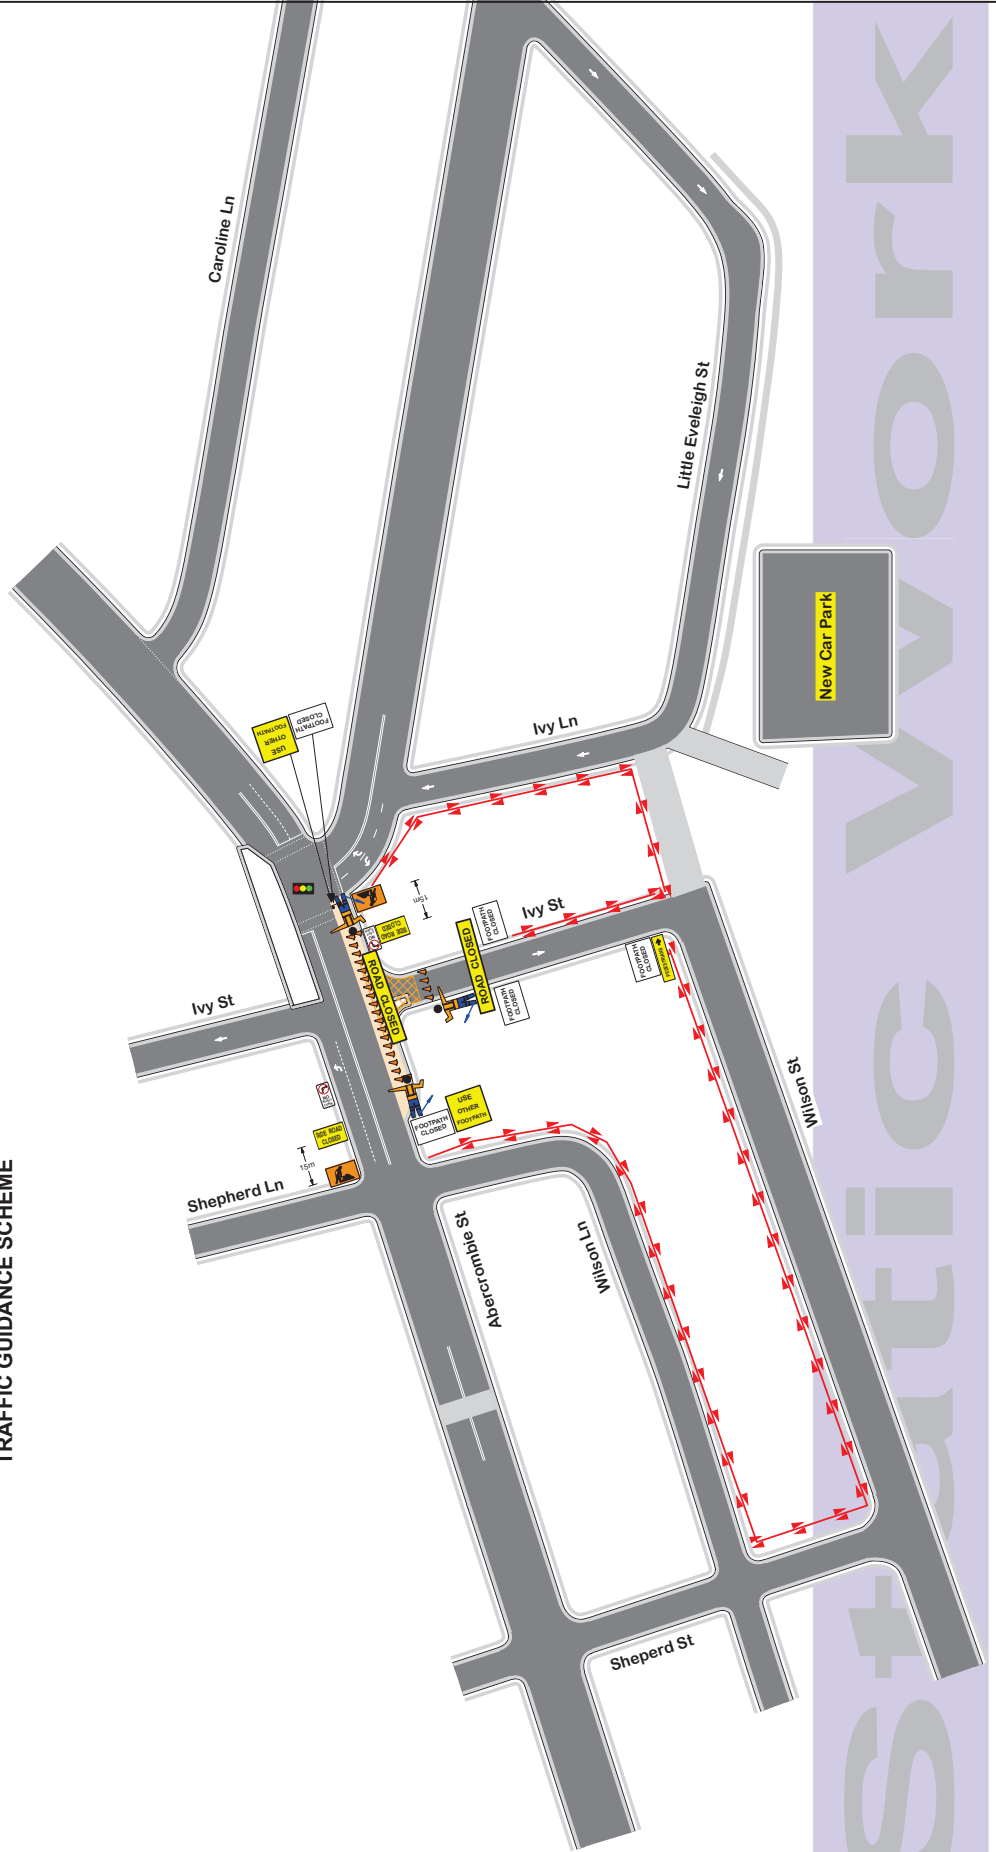 TRAFFIC GUIDANCE SCHEME
Static Work
Caroline Ln
Little Eveleigh St
New Car Park
Ivy Ln
USE
OTHER
FOOTPATH
FOOTPATH
CLOSED
15m
SIDE ROAD
CLOSED
ROAD CLOSED
ROAD CLOSED
FOOTPATH
CLOSED
Ivy St
FOOTPATH
CLOSED
FOOTPATH
CLOSED
PEDESTRIANS
Ivy St
SIDE ROAD
CLOSED
15m
Shepherd Ln
FOOTPATH
CLOSED
USE
OTHER
FOOTPATH
Wilson St
Wilson Ln
Abercrombie St
Sheperd St